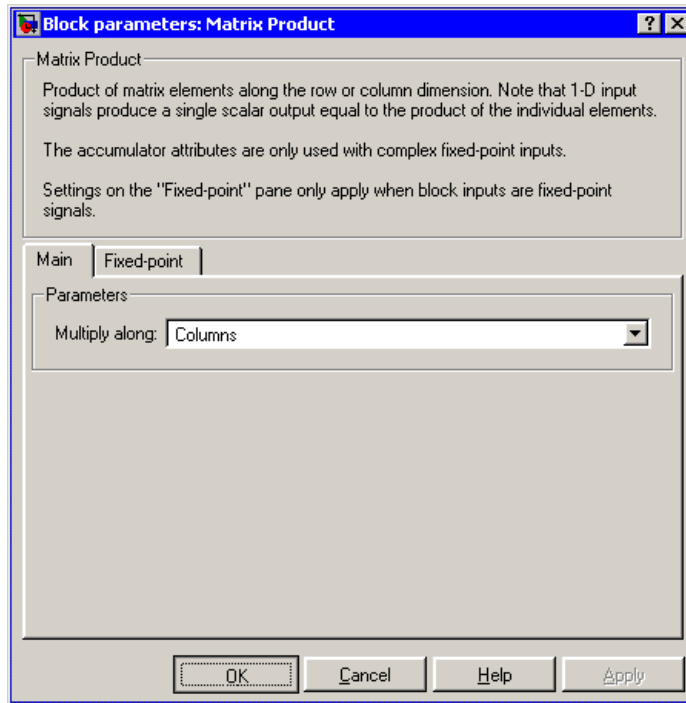 Block parameters: Matrix Product
Matrix Product
Product of matrix elements along the row or column dimension. Note that 1-D input
signals produce a single scalar output equal to the product of the individual elements.
The accumulator attributes are only used with complex fixed-point inputs.
Settings on the "Fixed-point" pane only apply when block inputs are fixed-point
signals.
Main Fixed-point
Parameters
Multiply along: Columns
OK Cancel Help Apply